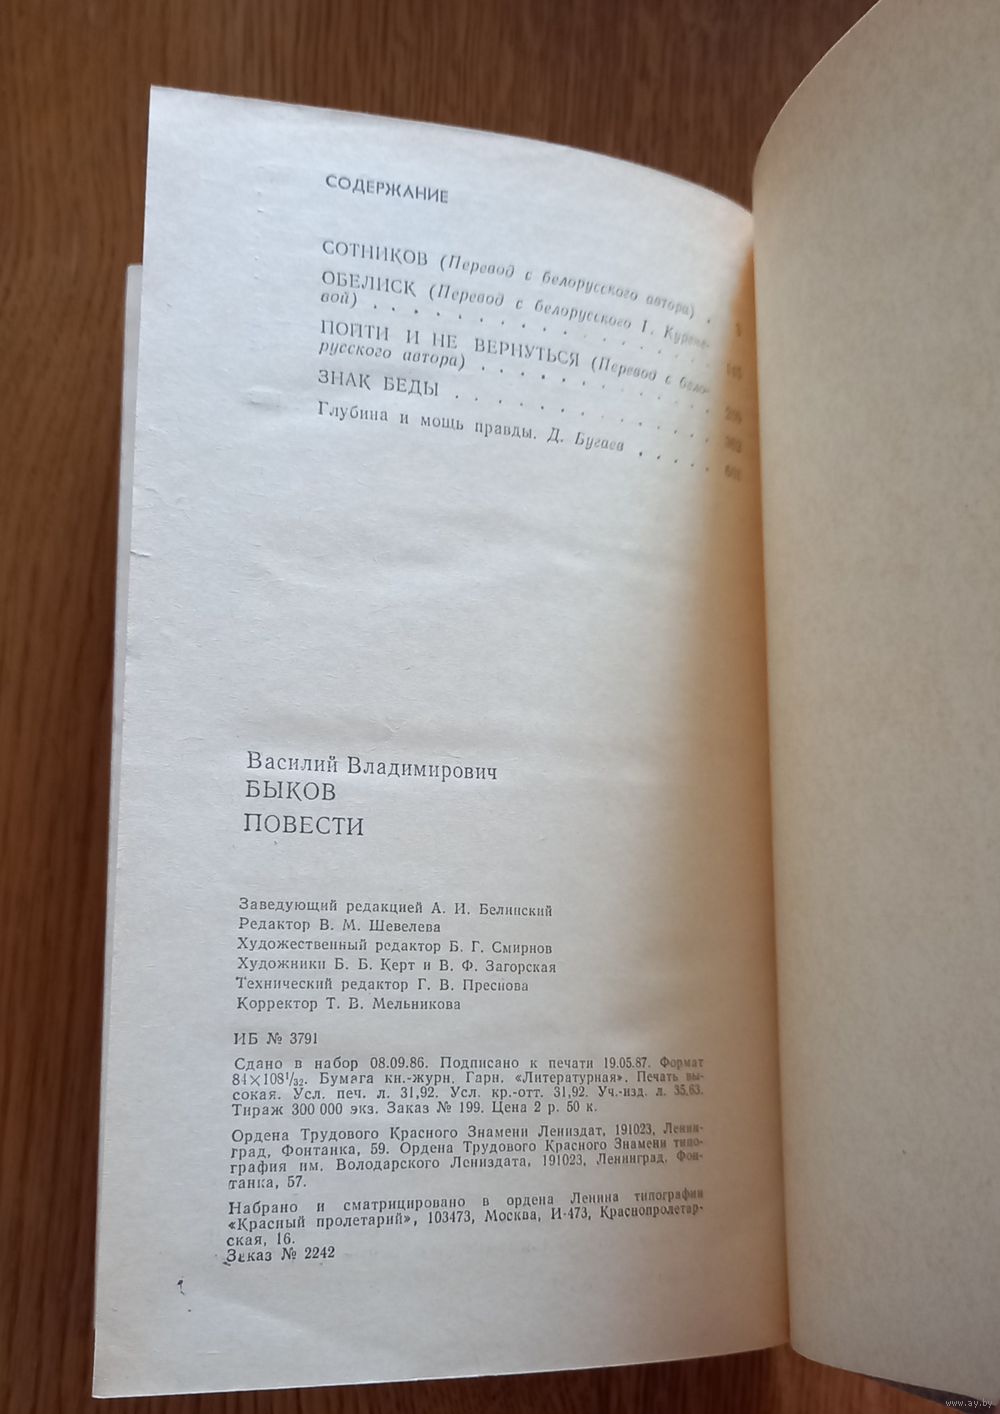 СОДЕРЖАНИЕ
СОТНИКОВ (Перевод с белорусского автора) .
ОБЕЛИСК (Перевод с белорусского Г. Куренё-
вой) . . . . . . . . . . . . .
ПОЙТИ И НЕ ВЕРНУТЬСЯ (Перевод с бело-
русского автора) . . . . . . . . .
ЗНАК БЕДЫ . . . . . . . . . .
Глубина и мощь правды. Д. Бугаев . . . . .
Василий Владимирович
БЫКОВ
ПОВЕСТИ
Заведующий редакцией А. И. Белинский
Редактор В. М. Шевелева
Художественный редактор Б. Г. Смирнов
Художники Б. Б. Керт и В. Ф. Загорская
Технический редактор Г. В. Преснова
Корректор Т. В. Мельникова
ИБ № 3791
Сдано в набор 08.09.86. Подписано к печати 19.05.87. Формат
84×108¹/₃₂. Бумага кн.-журн. Гарн. «Литературная». Печать вы-
сокая. Усл. печ. л. 31,92. Усл. кр.-отт. 31,92. Уч.-изд. л. 35,63.
Тираж 300 000 экз. Заказ № 199. Цена 2 р. 50 к.
Ордена Трудового Красного Знамени Лениздат, 191023, Ленин-
град, Фонтанка, 59. Ордена Трудового Красного Знамени типо-
графия им. Володарского Лениздата, 191023, Ленинград, Фон-
танка, 57.
Набрано и сматрицировано в ордена Ленина типографии
«Красный пролетарий», 103473, Москва, И-473, Краснопролетар-
ская, 16.
Заказ № 2242
www.ay.by